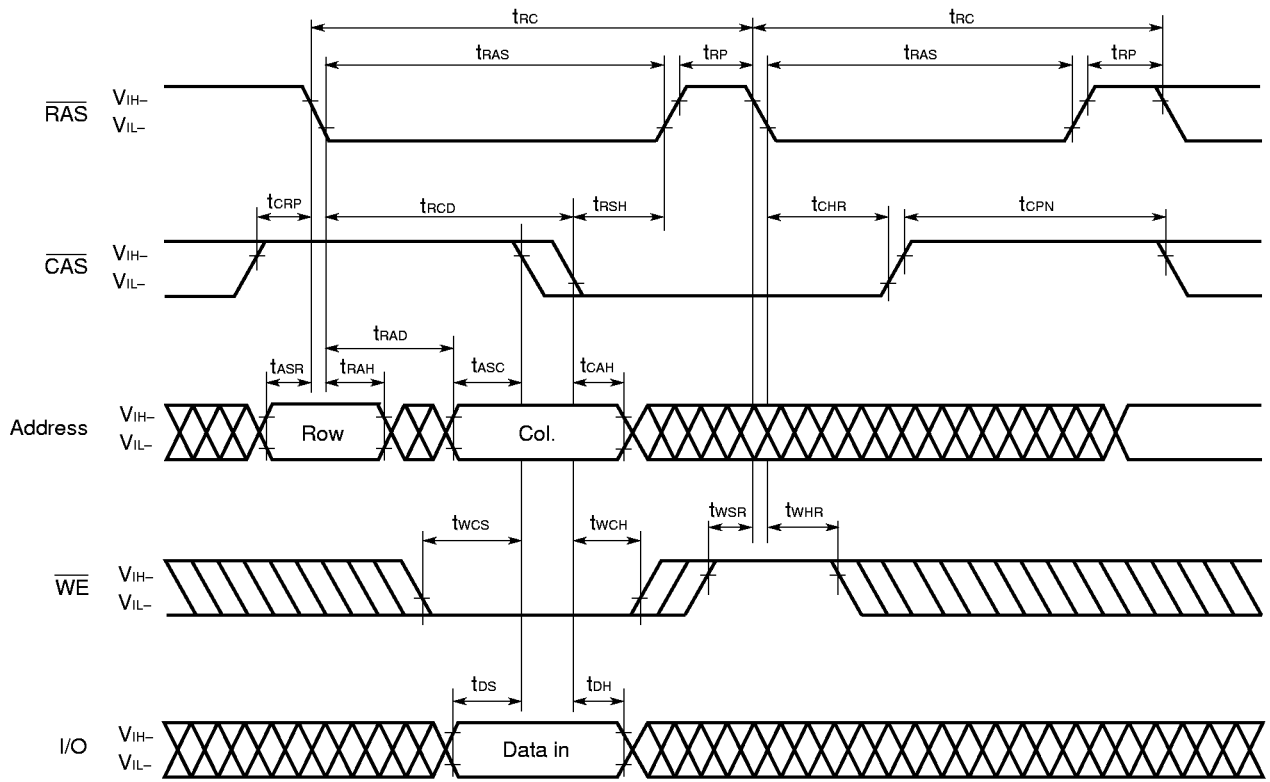 tRC tRC
tRAS tRP tRAS tRP
RAS VIH– VIL–
tCRP tRCD tRSH tCHR tCPN
CAS VIH– VIL–
tRAD
tASR tRAH tASC tCAH
Address VIH– VIL– Row Col.
tWCS tWCH tWSR tWHR
WE VIH– VIL–
tDS tDH
I/O VIH– VIL– Data in